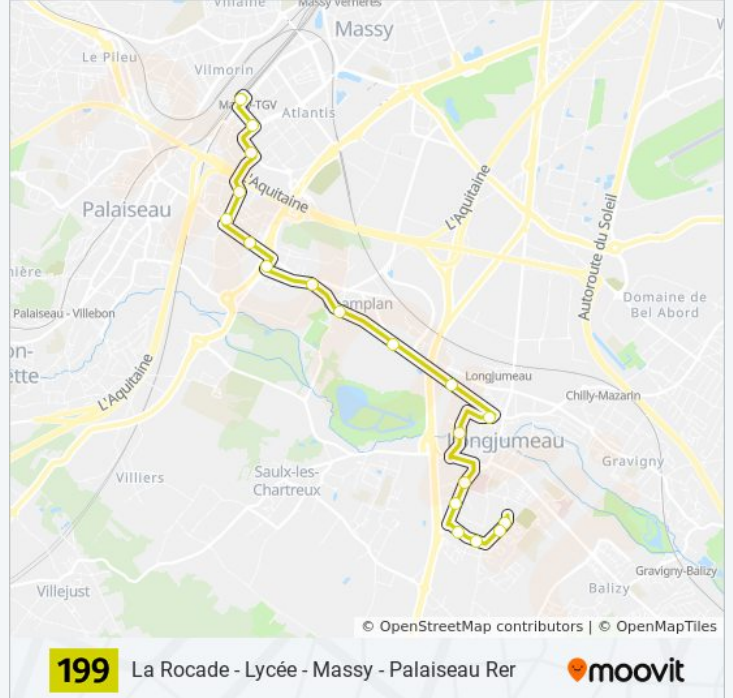 Villaine
Massy Verrières
Massy
Le Pileu
Vilmorin
Atlantis
L'Aquitaine
L'Aquitaine
Palaiseau
Autoroute du Soleil
Domaine de
Bel Abord
Palaiseau - Villebon
L'Aquitaine
Longjumeau
Chilly-Mazarin
Longjumeau
Gravigny
Saulx-les-
Chartreux
Villiers
Gravigny-Balizy
Balizy
Villejust
© OpenStreetMap contributors | © OpenMapTiles
199 La Rocade - Lycée - Massy - Palaiseau Rer moovit